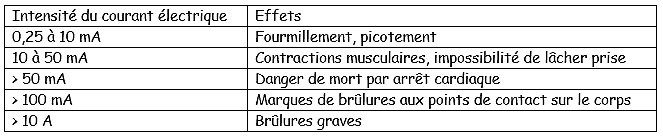 Intensité du courant électrique Effets
0,25 à 10 mA Fourmillement, picotement
10 à 50 mA Contractions musculaires, impossibilité de lâcher prise
> 50 mA Danger de mort par arrêt cardiaque
> 100 mA Marques de brûlures aux points de contact sur le corps
> 10 A Brûlures graves